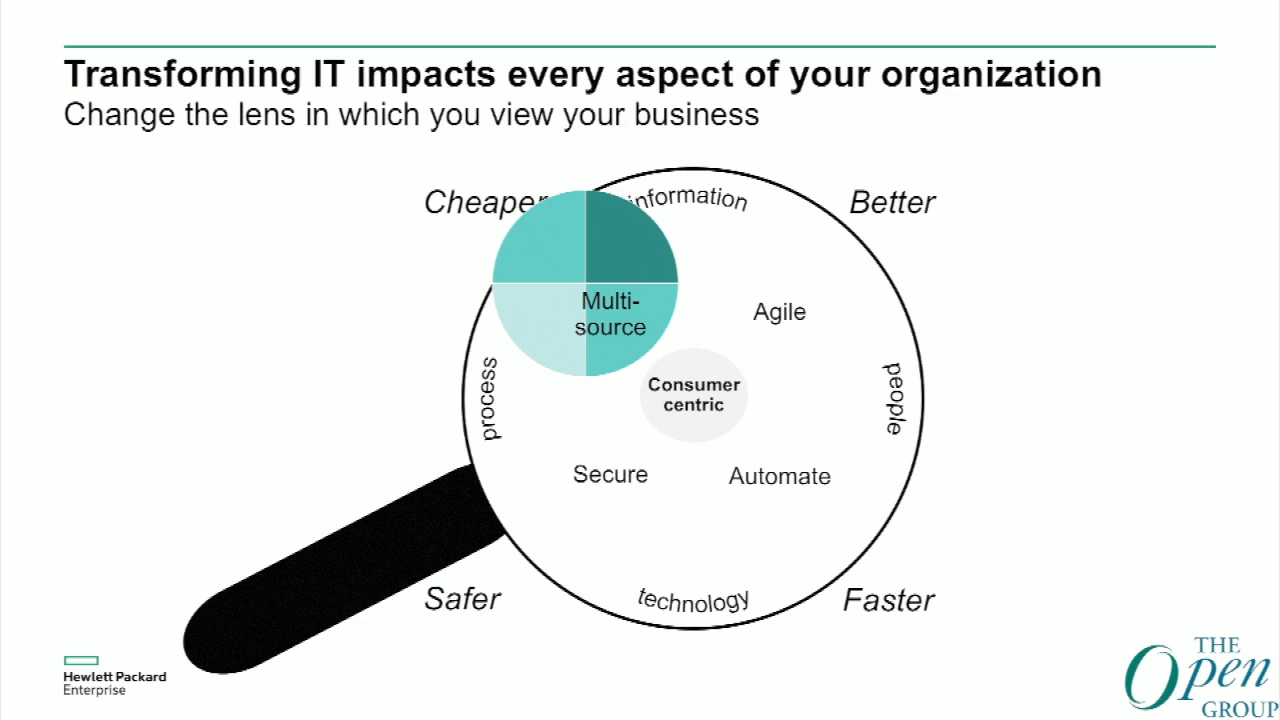 Transforming IT impacts every aspect of your organization
Change the lens in which you view your business
Cheaper
information
Better
Multi-
source
Agile
process
Consumer
centric
people
Secure
Automate
Safer
technology
Faster
Hewlett Packard
Enterprise
THE
Open
GROUP